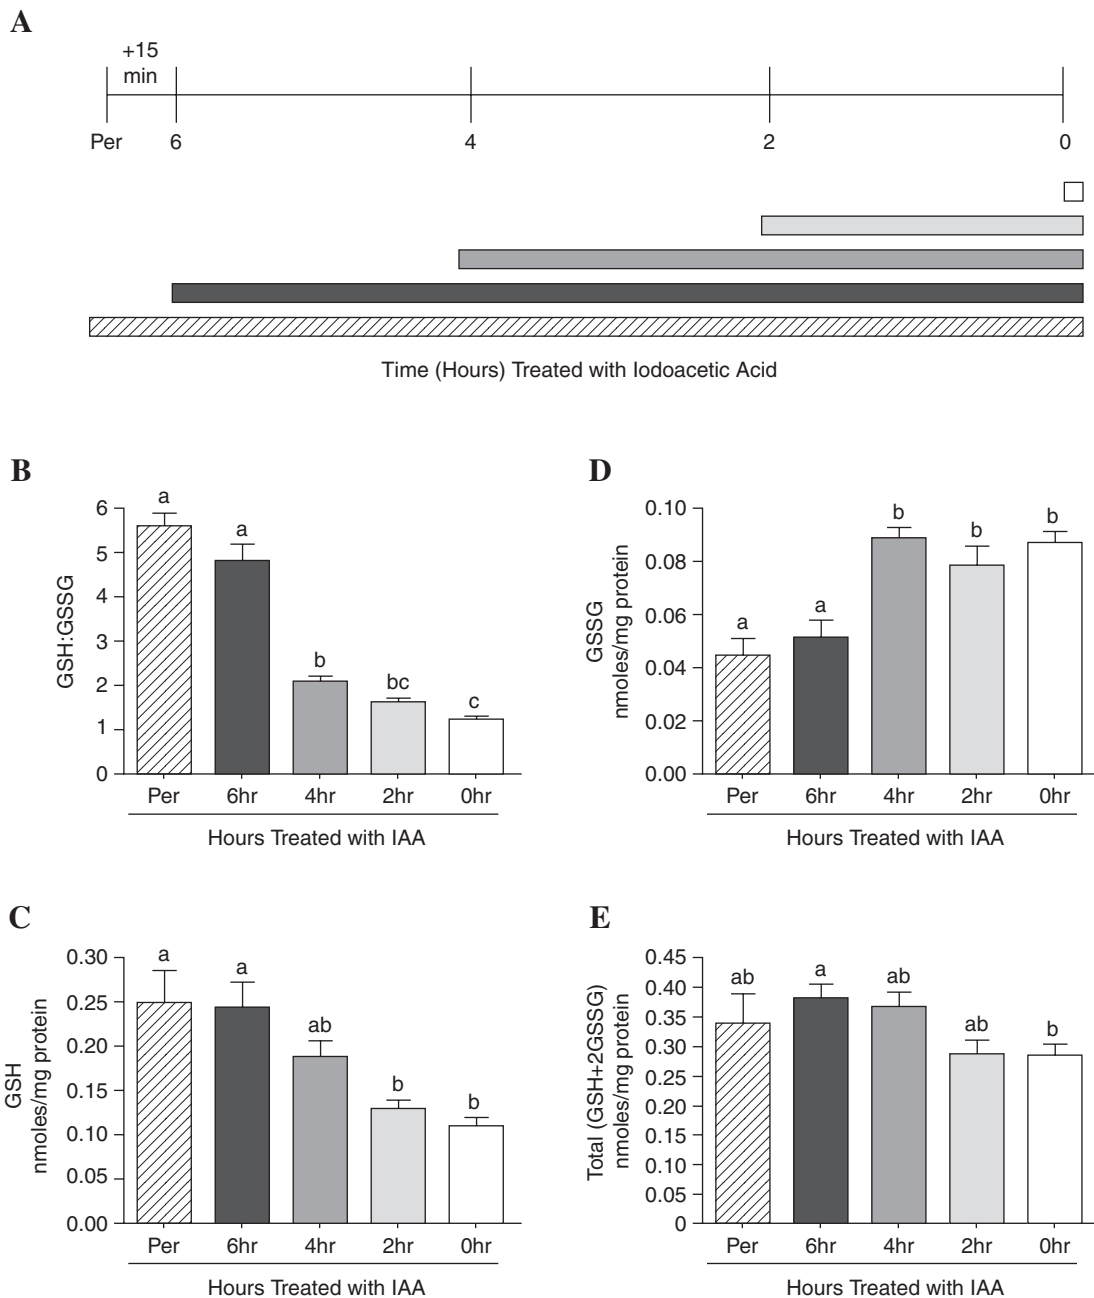 A
+15
min
Per 6 4 2 0
Time (Hours) Treated with Iodoacetic Acid
B
GSH:GSSG
6
5
4
3
2
1
0
a a b bc c
Per 6hr 4hr 2hr 0hr
Hours Treated with IAA
D
GSSG
nmoles/mg protein
0.10
0.08
0.06
0.04
0.02
0.00
a a b b b
Per 6hr 4hr 2hr 0hr
Hours Treated with IAA
C
GSH
nmoles/mg protein
0.30
0.25
0.20
0.15
0.10
0.05
0.00
a a ab b b
Per 6hr 4hr 2hr 0hr
Hours Treated with IAA
E
Total (GSH+2GSSG)
nmoles/mg protein
0.45
0.40
0.35
0.30
0.25
0.20
0.15
0.10
0.05
0
ab a ab ab b
Per 6hr 4hr 2hr 0hr
Hours Treated with IAA